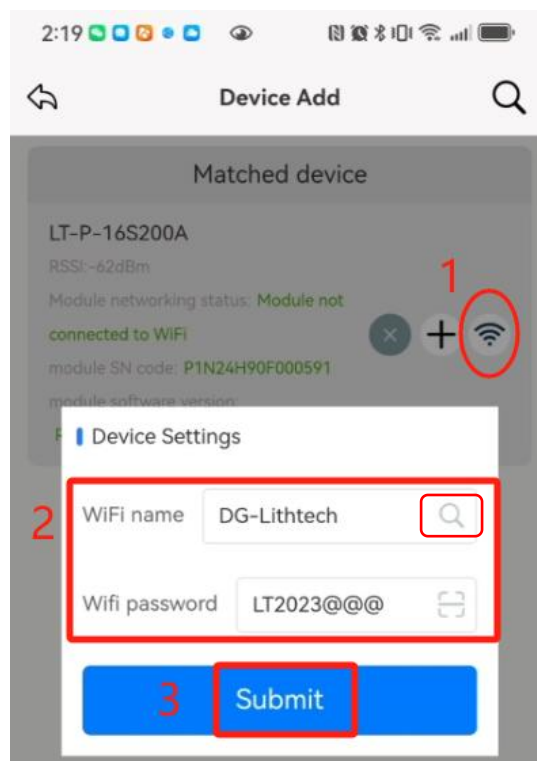 2:19
Device Add
Matched device
LT-P-16S200A
RSSI:-62dBm
1
Module networking status: Module not
connected to WiFi
module SN code: P1N24H90F000591
module software version:
Device Settings
2
WiFi name DG-Lithtech
Wifi password LT2023@@@
3 Submit